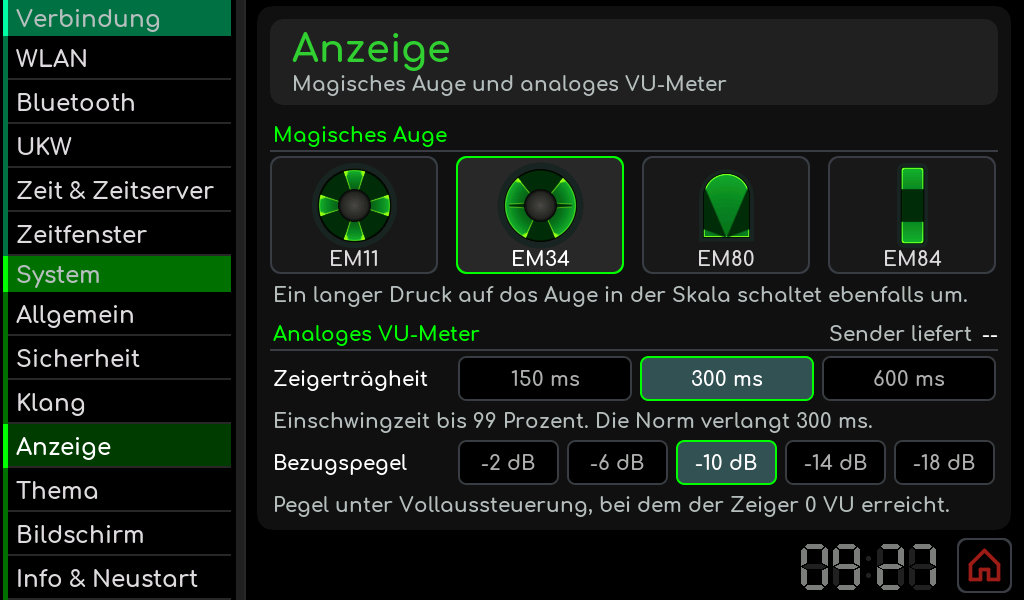 Verbindung
WLAN
Bluetooth
UKW
Zeit & Zeitserver
Zeitfenster
System
Allgemein
Sicherheit
Klang
Anzeige
Thema
Bildschirm
Info & Neustart
Anzeige
Magisches Auge und analoges VU-Meter
Magisches Auge
EM11 EM34 EM80 EM84
Ein langer Druck auf das Auge in der Skala schaltet ebenfalls um.
Analoges VU-Meter Sender liefert --
Zeigerträgheit 150 ms 300 ms 600 ms
Einschwingzeit bis 99 Prozent. Die Norm verlangt 300 ms.
Bezugspegel -2 dB -6 dB -10 dB -14 dB -18 dB
Pegel unter Vollaussteuerung, bei dem der Zeiger 0 VU erreicht.
09:27